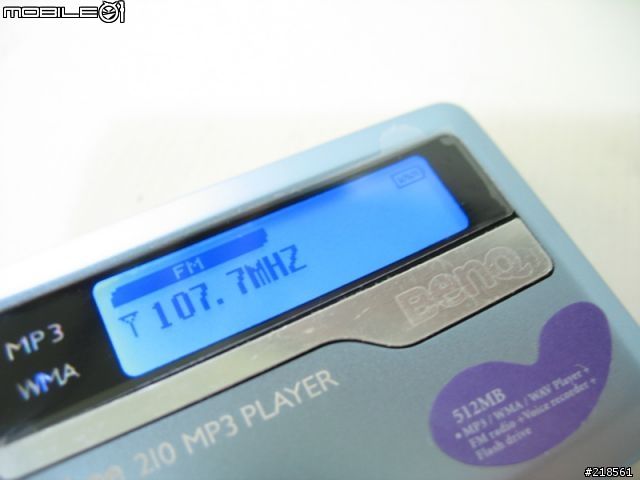 MOBILE01
FM
107.7MHZ
MP3
WMA
BenQ
210 MP3 PLAYER
512MB
• MP3 / WMA / WAV Player +
FM radio +Voice recorder +
Flash drive
#218561